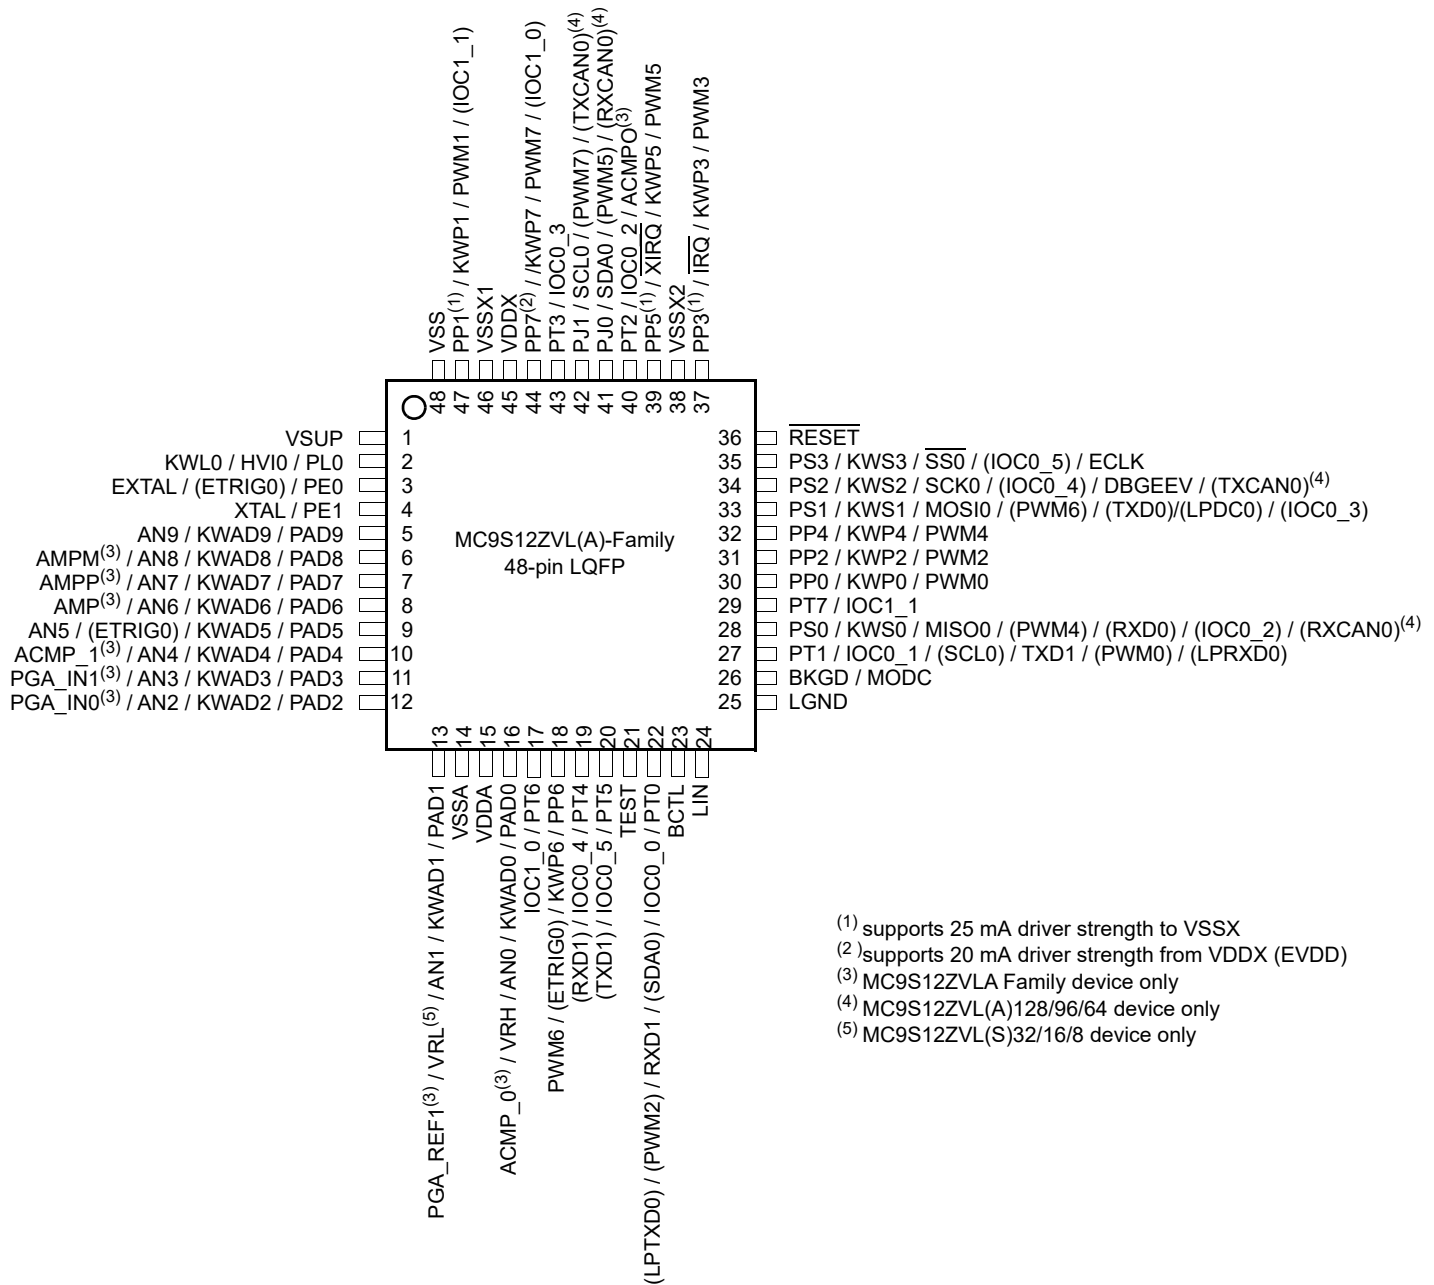 VSS
PP1(1) / KWP1 / PWM1 / (IOC1_1)
VSSX1
VDDX
PP7(2) / /KWP7 / PWM7 / (IOC1_0)
PT3 / IOC0_3
PJ1 / SCL0 / (PWM7) / (TXCAN0)(4)
PJ0 / SDA0 / (PWM5) / (RXCAN0)(4)
PT2 / IOC0_2 / ACMPO(3)
PP5(1) / XIRQ / KWP5 / PWM5
VSSX2
PP3(1) / IRQ / KWP3 / PWM3
48
47
46
45
44
43
42
41
40
39
38
37
VSUP 1
KWL0 / HVI0 / PL0 2
EXTAL / (ETRIG0) / PE0 3
XTAL / PE1 4
AN9 / KWAD9 / PAD9 5
AMPM(3) / AN8 / KWAD8 / PAD8 6
AMPP(3) / AN7 / KWAD7 / PAD7 7
AMP(3) / AN6 / KWAD6 / PAD6 8
AN5 / (ETRIG0) / KWAD5 / PAD5 9
ACMP_1(3) / AN4 / KWAD4 / PAD4 10
PGA_IN1(3) / AN3 / KWAD3 / PAD3 11
PGA_IN0(3) / AN2 / KWAD2 / PAD2 12
MC9S12ZVL(A)-Family
48-pin LQFP
36 RESET
35 PS3 / KWS3 / SS0 / (IOC0_5) / ECLK
34 PS2 / KWS2 / SCK0 / (IOC0_4) / DBGEEV / (TXCAN0)(4)
33 PS1 / KWS1 / MOSI0 / (PWM6) / (TXD0)/(LPDC0) / (IOC0_3)
32 PP4 / KWP4 / PWM4
31 PP2 / KWP2 / PWM2
30 PP0 / KWP0 / PWM0
29 PT7 / IOC1_1
28 PS0 / KWS0 / MISO0 / (PWM4) / (RXD0) / (IOC0_2) / (RXCAN0)(4)
27 PT1 / IOC0_1 / (SCL0) / TXD1 / (PWM0) / (LPRXD0)
26 BKGD / MODC
25 LGND
13
14
15
16
17
18
19
20
21
22
23
24
PGA_REF1(3) / VRL(5) / AN1 / KWAD1 / PAD1
VSSA
VDDA
ACMP_0(3) / VRH / AN0 / KWAD0 / PAD0
IOC1_0 / PT6
PWM6 / (ETRIG0) / KWP6 / PP6
(RXD1) / IOC0_4 / PT4
(TXD1) / IOC0_5 / PT5
TEST
(LPTXD0) / (PWM2) / RXD1 / (SDA0) / IOC0_0 / PT0
BCTL
LIN
(1) supports 25 mA driver strength to VSSX
(2 )supports 20 mA driver strength from VDDX (EVDD)
(3) MC9S12ZVLA Family device only
(4) MC9S12ZVL(A)128/96/64 device only
(5) MC9S12ZVL(S)32/16/8 device only